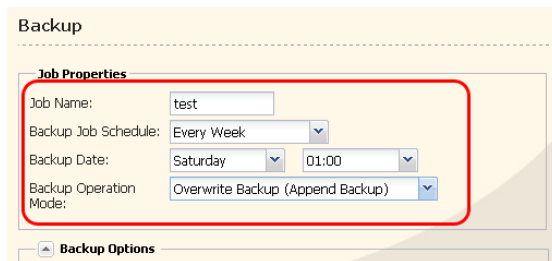 Backup
Job Properties
Job Name: test
Backup Job Schedule: Every Week
Backup Date: Saturday 01:00
Backup Operation Overwrite Backup (Append Backup)
Mode:
Backup Options